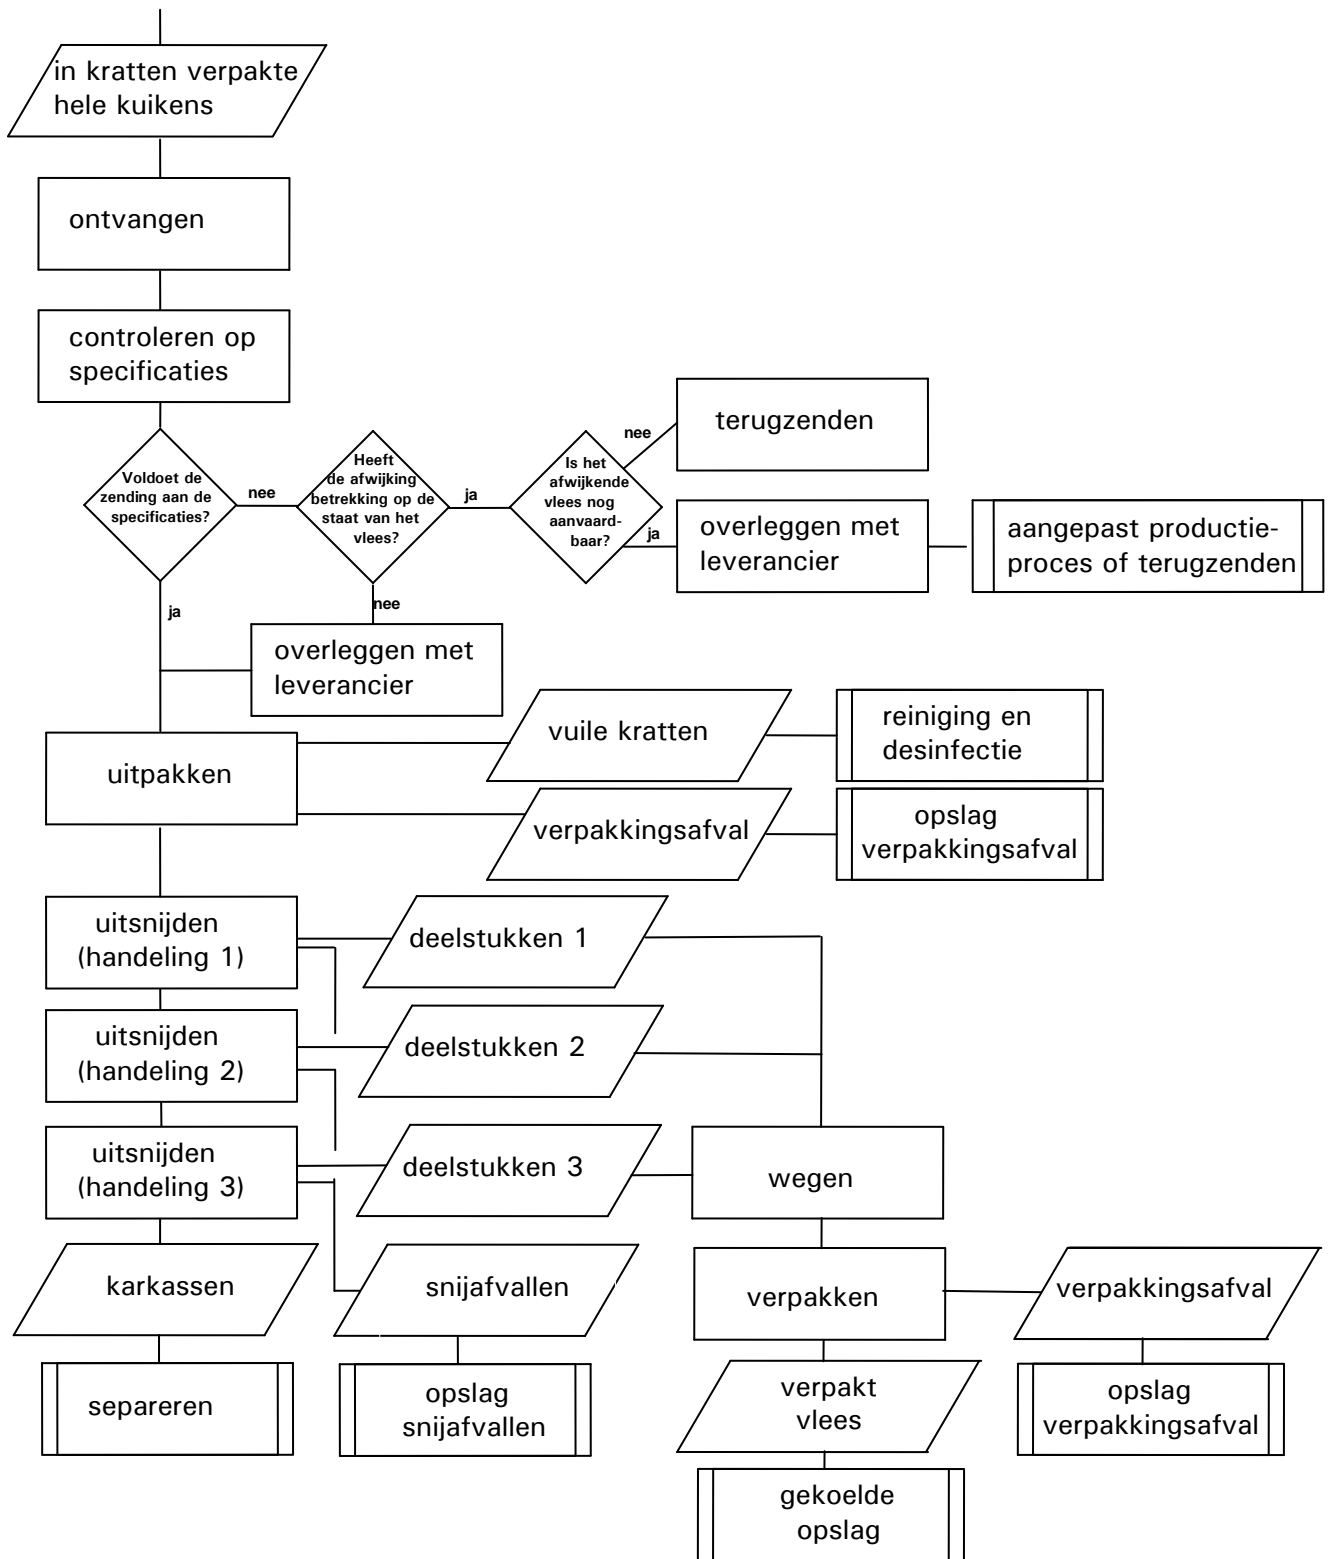 in kratten verpakte
hele kuikens
ontvangen
controleren op
specificaties
Voldoet de
zending aan de
specificaties?
nee
ja
Heeft
de afwijking
betrekking op de
staat van het
vlees?
ja
nee
Is het
afwijkende
vlees nog
aanvaard-
baar?
nee
ja
terugzenden
overleggen met
leverancier
aangepast productie-
proces of terugzenden
overleggen met
leverancier
uitpakken
vuile kratten
reiniging en
desinfectie
verpakkingsafval
opslag
verpakkingsafval
uitsnijden
(handeling 1)
deelstukken 1
uitsnijden
(handeling 2)
deelstukken 2
uitsnijden
(handeling 3)
deelstukken 3
wegen
karkassen
snijafvallen
verpakken
verpakkingsafval
separeren
opslag
snijafvallen
verpakt
vlees
opslag
verpakkingsafval
gekoelde
opslag